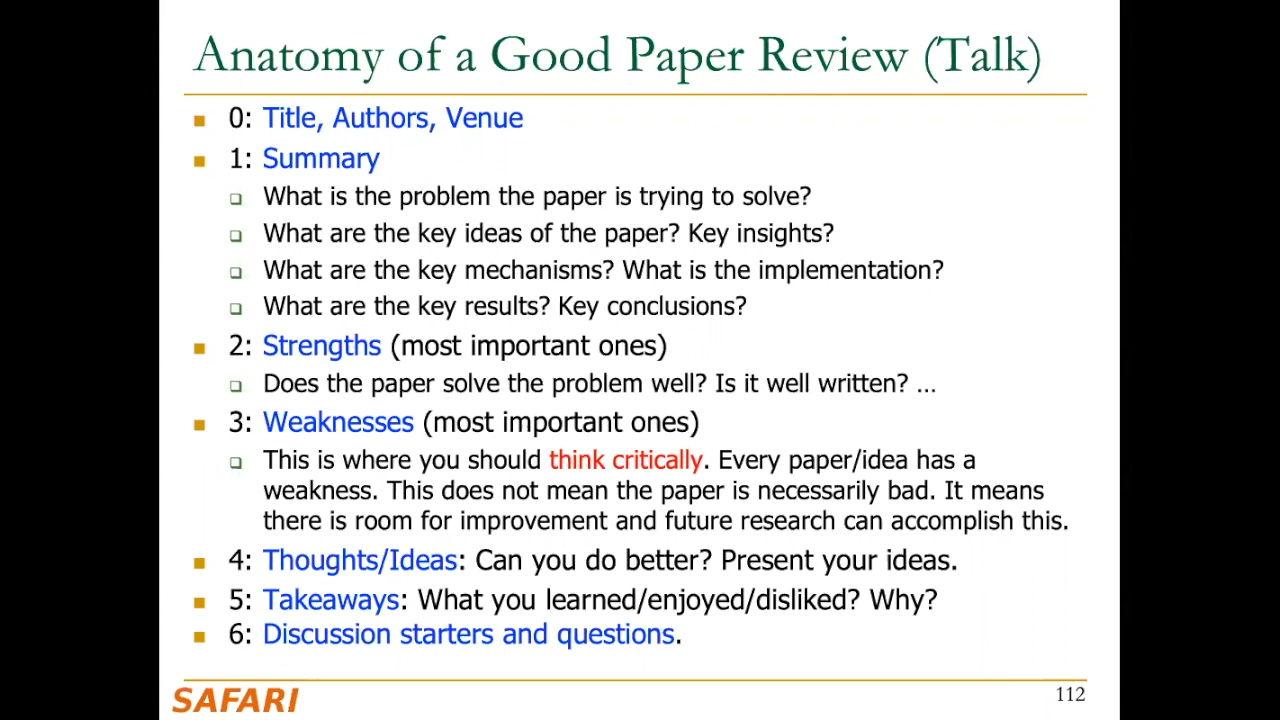 Anatomy of a Good Paper Review (Talk)
0: Title, Authors, Venue
1: Summary
What is the problem the paper is trying to solve?
What are the key ideas of the paper? Key insights?
What are the key mechanisms? What is the implementation?
What are the key results? Key conclusions?
2: Strengths (most important ones)
Does the paper solve the problem well? Is it well written? ...
3: Weaknesses (most important ones)
This is where you should think critically. Every paper/idea has a
weakness. This does not mean the paper is necessarily bad. It means
there is room for improvement and future research can accomplish this.
4: Thoughts/Ideas: Can you do better? Present your ideas.
5: Takeaways: What you learned/enjoyed/disliked? Why?
6: Discussion starters and questions.
SAFARI
112